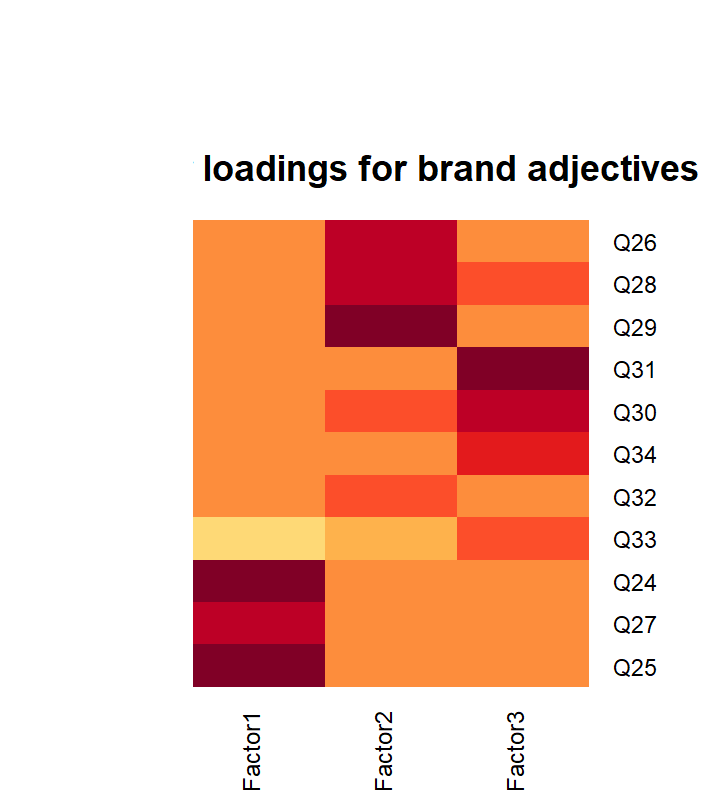 loadings for brand adjectives
Q26
Q28
Q29
Q31
Q30
Q34
Q32
Q33
Q24
Q27
Q25
Factor1
Factor2
Factor3